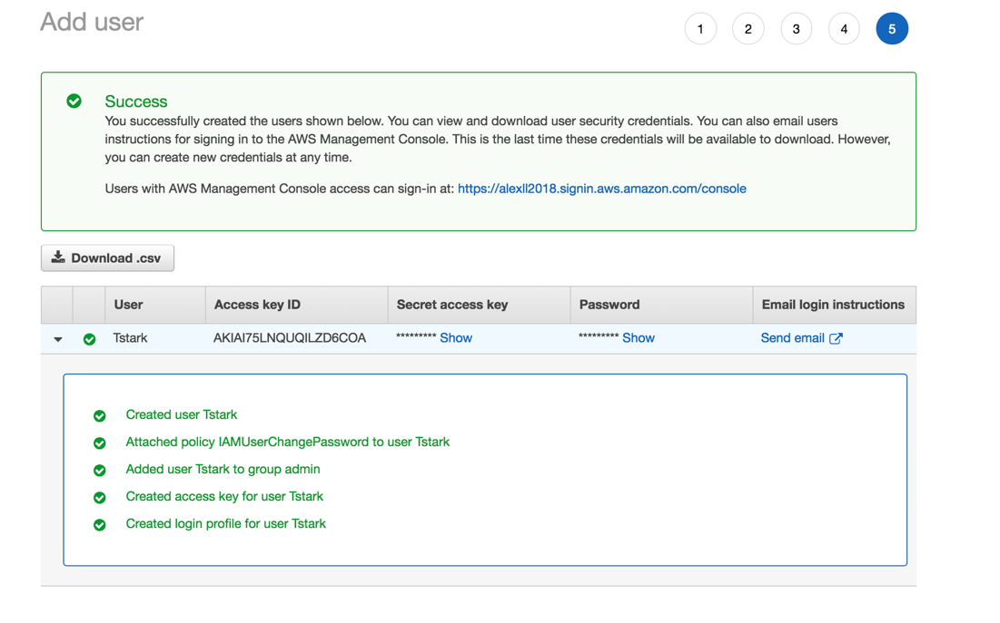 Add user
1 2 3 4 5
Success
You successfully created the users shown below. You can view and download user security credentials. You can also email users
instructions for signing in to the AWS Management Console. This is the last time these credentials will be available to download. However,
you can create new credentials at any time.
Users with AWS Management Console access can sign-in at: https://alexll2018.signin.aws.amazon.com/console
Download .csv
User Access key ID Secret access key Password Email login instructions
Tstark AKIAI75LNQUQILZD6COA ********* Show ********* Show Send email
Created user Tstark
Attached policy IAMUserChangePassword to user Tstark
Added user Tstark to group admin
Created access key for user Tstark
Created login profile for user Tstark